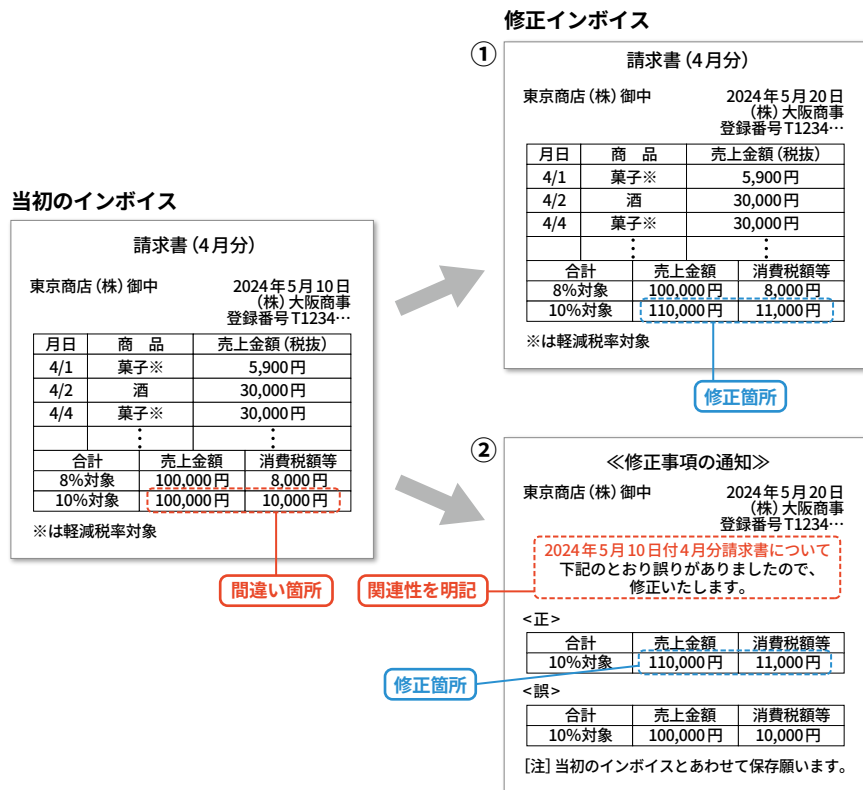 当初のインボイス
請求書（4月分）
東京商店（株）御中 2024年5月10日
（株）大阪商事
登録番号T1234…
月日 商　品 売上金額（税抜）
4/1 菓子※ 5,900円
4/2 酒 30,000円
4/4 菓子※ 30,000円
⋮ ⋮
合計 売上金額 消費税額等
8%対象 100,000円 8,000円
10%対象 100,000円 10,000円
※は軽減税率対象
間違い箇所
修正インボイス
①
請求書（4月分）
東京商店（株）御中 2024年5月20日
（株）大阪商事
登録番号T1234…
月日 商　品 売上金額（税抜）
4/1 菓子※ 5,900円
4/2 酒 30,000円
4/4 菓子※ 30,000円
⋮ ⋮
合計 売上金額 消費税額等
8%対象 100,000円 8,000円
10%対象 110,000円 11,000円
※は軽減税率対象
修正箇所
②
≪修正事項の通知≫
東京商店（株）御中 2024年5月20日
（株）大阪商事
登録番号T1234…
2024年5月10日付4月分請求書について
下記のとおり誤りがありましたので、
修正いたします。
関連性を明記
<正>
合計 売上金額 消費税額等
10%対象 110,000円 11,000円
修正箇所
<誤>
合計 売上金額 消費税額等
10%対象 100,000円 10,000円
［注］当初のインボイスとあわせて保存願います。